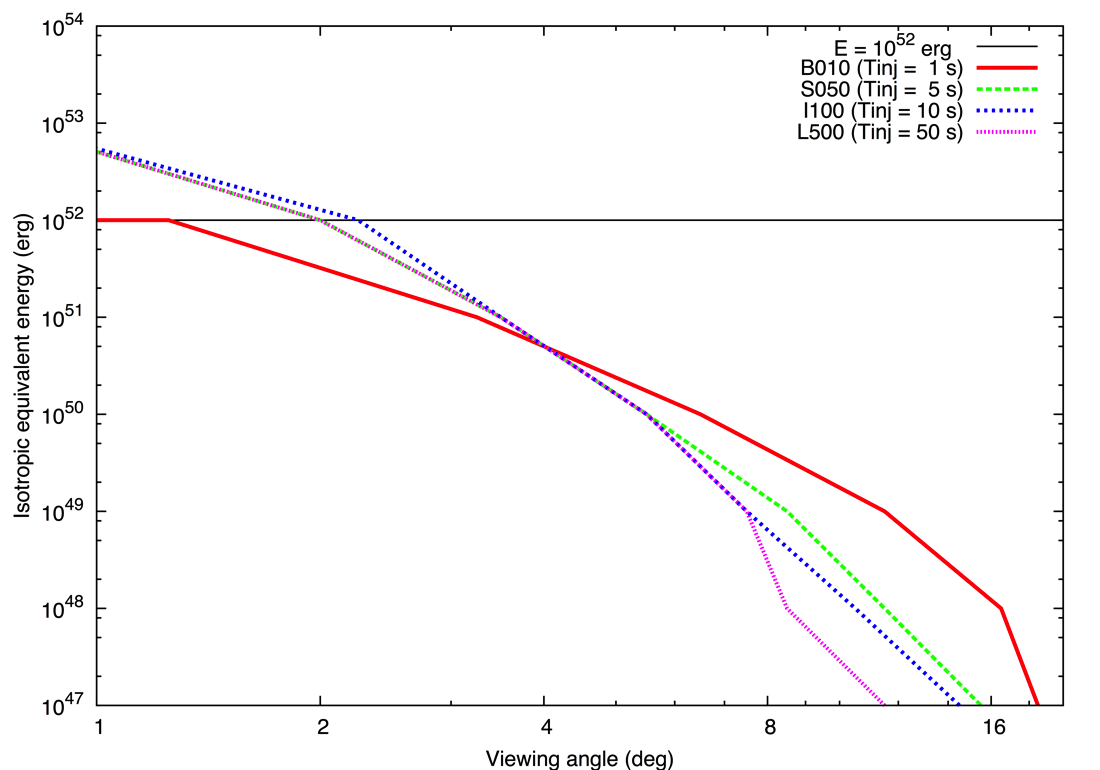 10^54
10^53
10^52
10^51
10^50
10^49
10^48
10^47
Isotropic equivalent energy (erg)
E = 10^52 erg
B010 (Tinj = 1 s)
S050 (Tinj = 5 s)
I100 (Tinj = 10 s)
L500 (Tinj = 50 s)
1 2 4 8 16
Viewing angle (deg)